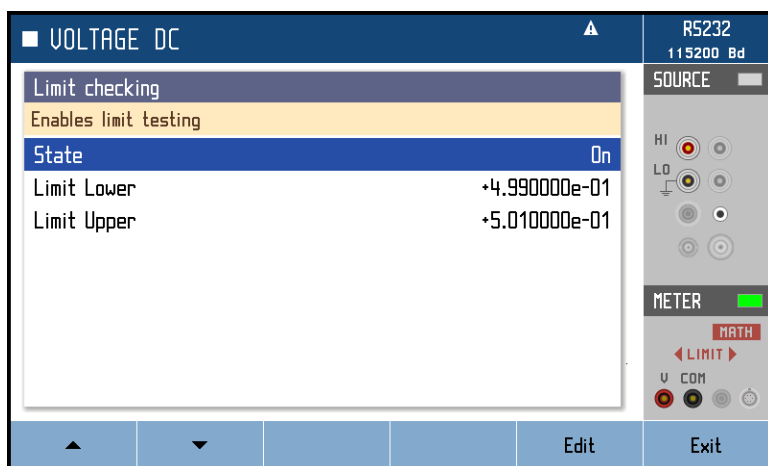 VOLTAGE DC
RS232
115200 Bd
Limit checking
Enables limit testing
State On
Limit Lower +4.990000e-01
Limit Upper +5.010000e-01
SOURCE
HI
LO
METER
MATH
LIMIT
V COM
Edit
Exit